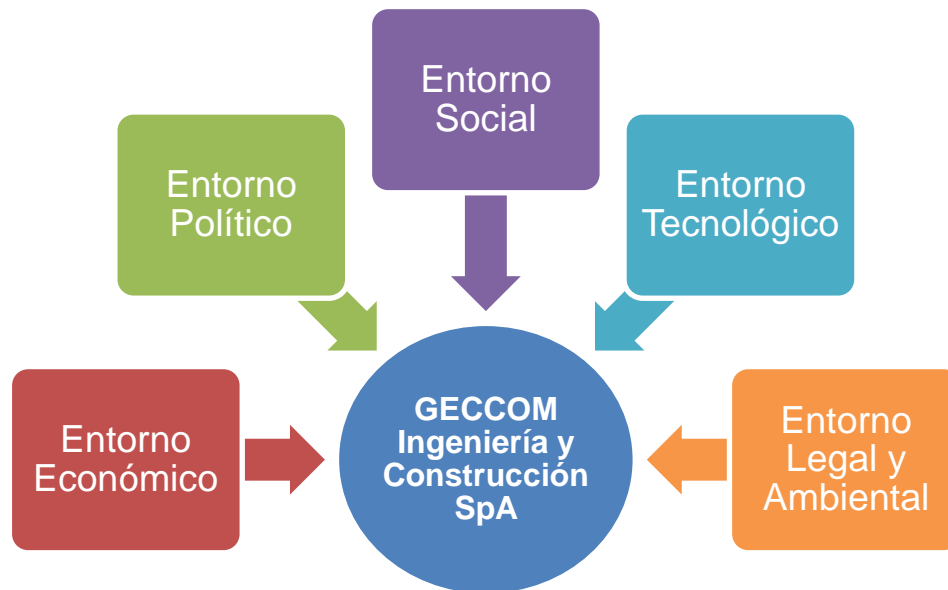 Entorno
Social
Entorno
Político
Entorno
Tecnológico
Entorno
Económico
GECCOM
Ingeniería y
Construcción
SpA
Entorno
Legal y
Ambiental